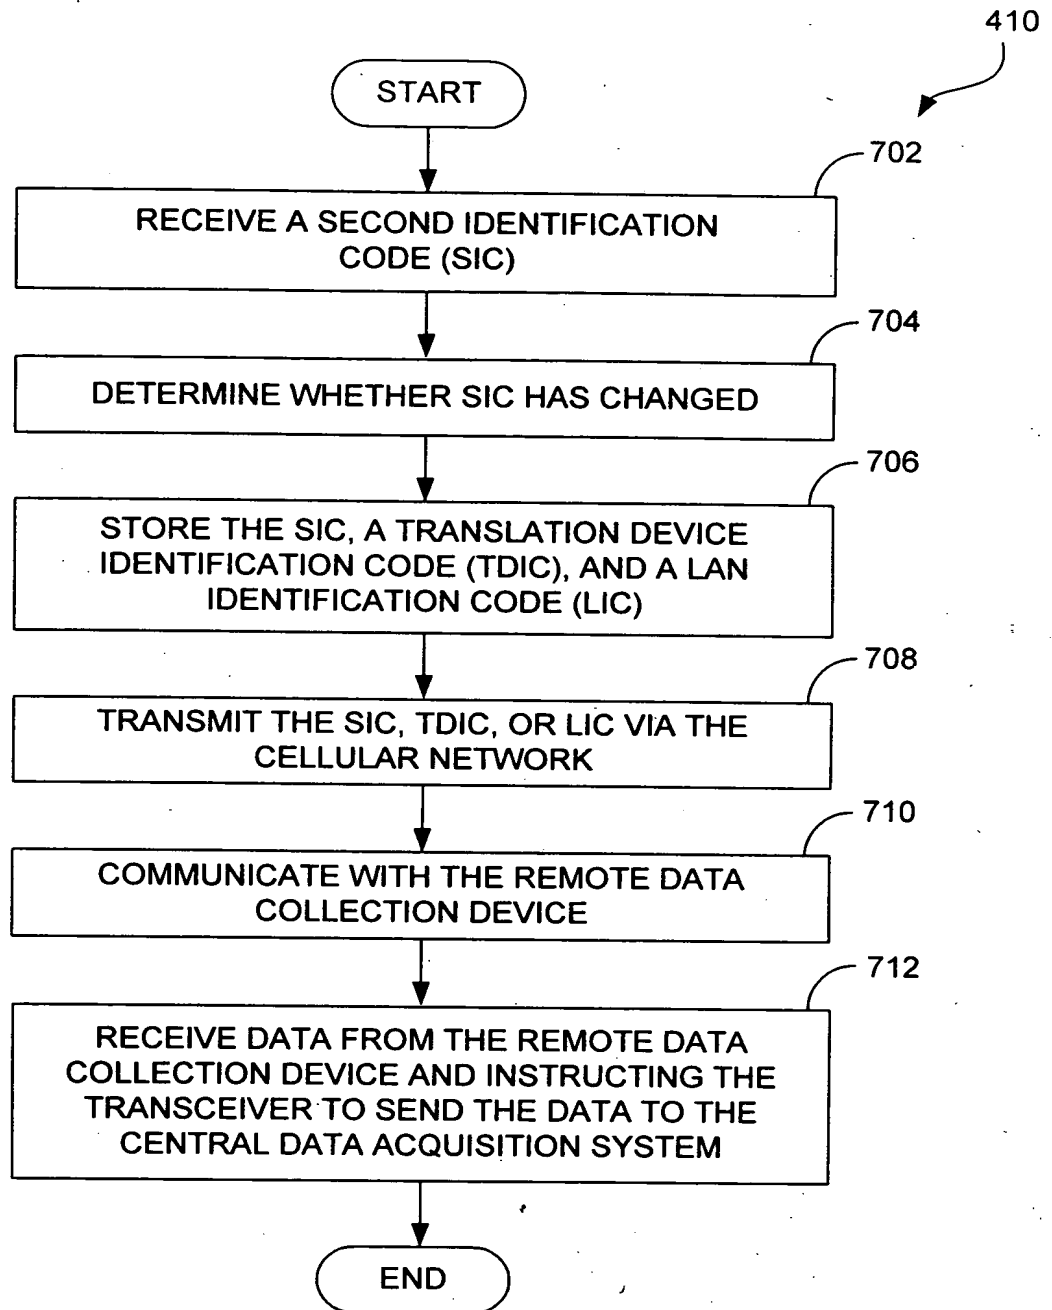 410
START
702
RECEIVE A SECOND IDENTIFICATION
CODE (SIC)
704
DETERMINE WHETHER SIC HAS CHANGED
706
STORE THE SIC, A TRANSLATION DEVICE
IDENTIFICATION CODE (TDIC), AND A LAN
IDENTIFICATION CODE (LIC)
708
TRANSMIT THE SIC, TDIC, OR LIC VIA THE
CELLULAR NETWORK
710
COMMUNICATE WITH THE REMOTE DATA
COLLECTION DEVICE
712
RECEIVE DATA FROM THE REMOTE DATA
COLLECTION DEVICE AND INSTRUCTING THE
TRANSCEIVER TO SEND THE DATA TO THE
CENTRAL DATA ACQUISITION SYSTEM
END